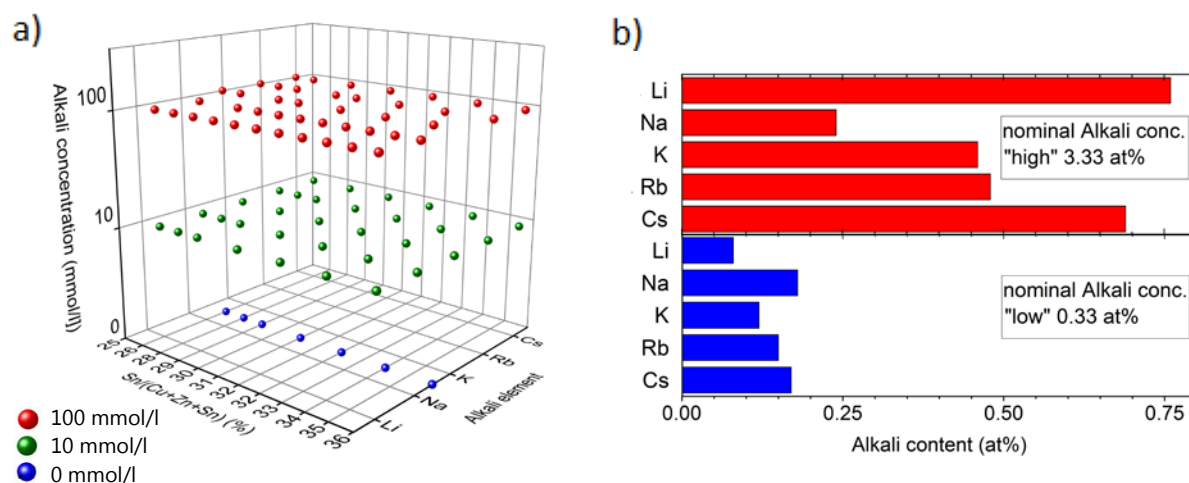 a)
Alkali concentration (mmol/l])
100
10
0
25
26
28
29
30
31
32
32
33
33
34
35
36
Sn/(Cu+Zn+Sn) (%)
Li
Na
K
Rb
Cs
Alkali element
100 mmol/l
10 mmol/l
0 mmol/l
b)
Li
Na
K
Rb
Cs
nominal Alkali conc.
"high" 3.33 at%
Li
Na
K
Rb
Cs
nominal Alkali conc.
"low" 0.33 at%
0.00 0.25 0.50 0.75
Alkali content (at%)